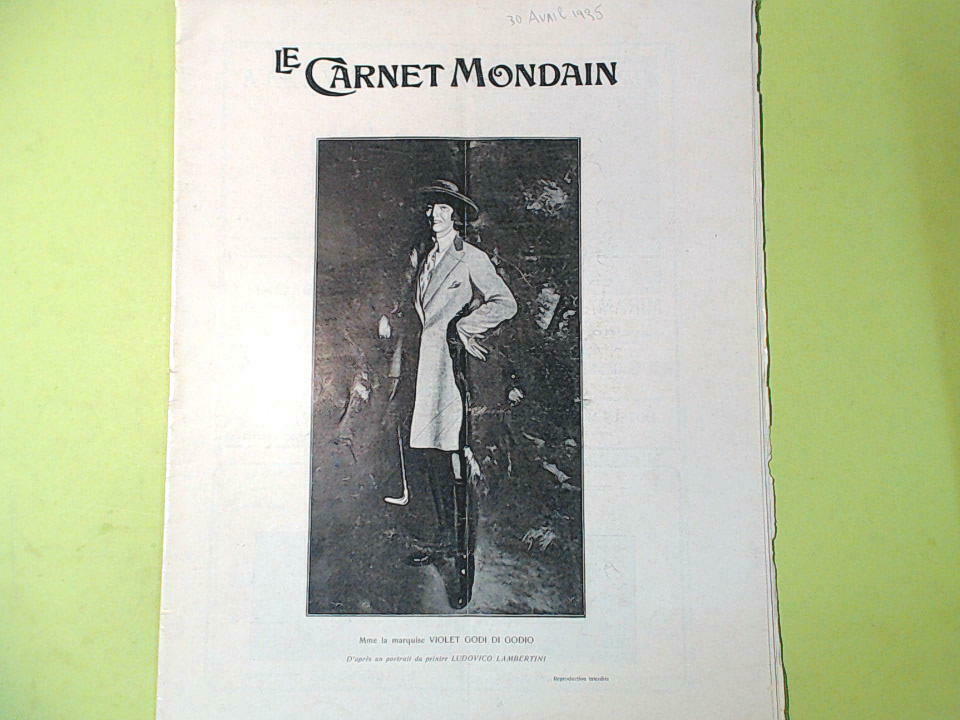 30 Avril 1935
LE CARNET MONDAIN
Mme la marquise VIOLET GODI DI GODIO
D'après un portrait du peintre LUDOVICO LAMBERTINI
Reproduction interdite